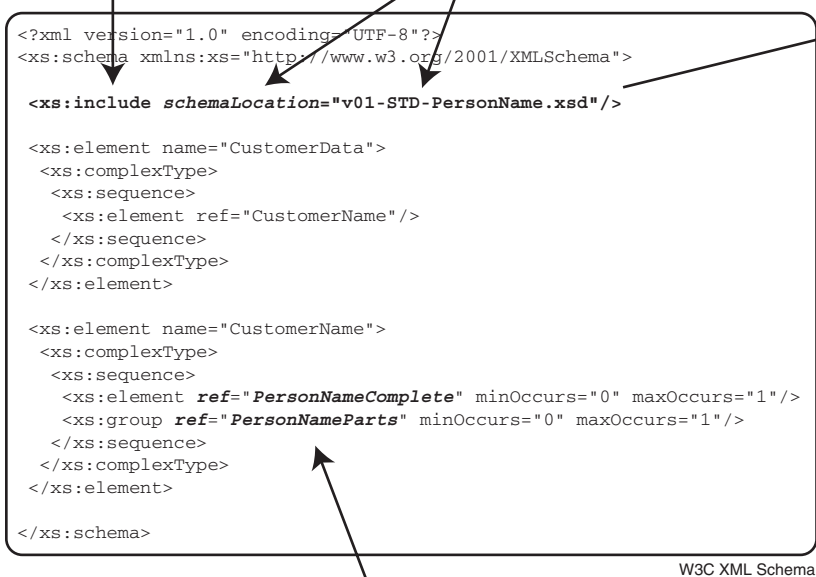 <?xml version="1.0" encoding="UTF-8"?>
<xs:schema xmlns:xs="http://www.w3.org/2001/XMLSchema">
<xs:include schemaLocation="v01-STD-PersonName.xsd"/>
<xs:element name="CustomerData">
<xs:complexType>
<xs:sequence>
<xs:element ref="CustomerName"/>
</xs:sequence>
</xs:complexType>
</xs:element>
<xs:element name="CustomerName">
<xs:complexType>
<xs:sequence>
<xs:element ref="PersonNameComplete" minOccurs="0" maxOccurs="1"/>
<xs:group ref="PersonNameParts" minOccurs="0" maxOccurs="1"/>
</xs:sequence>
</xs:complexType>
</xs:element>
</xs:schema>
W3C XML Schema